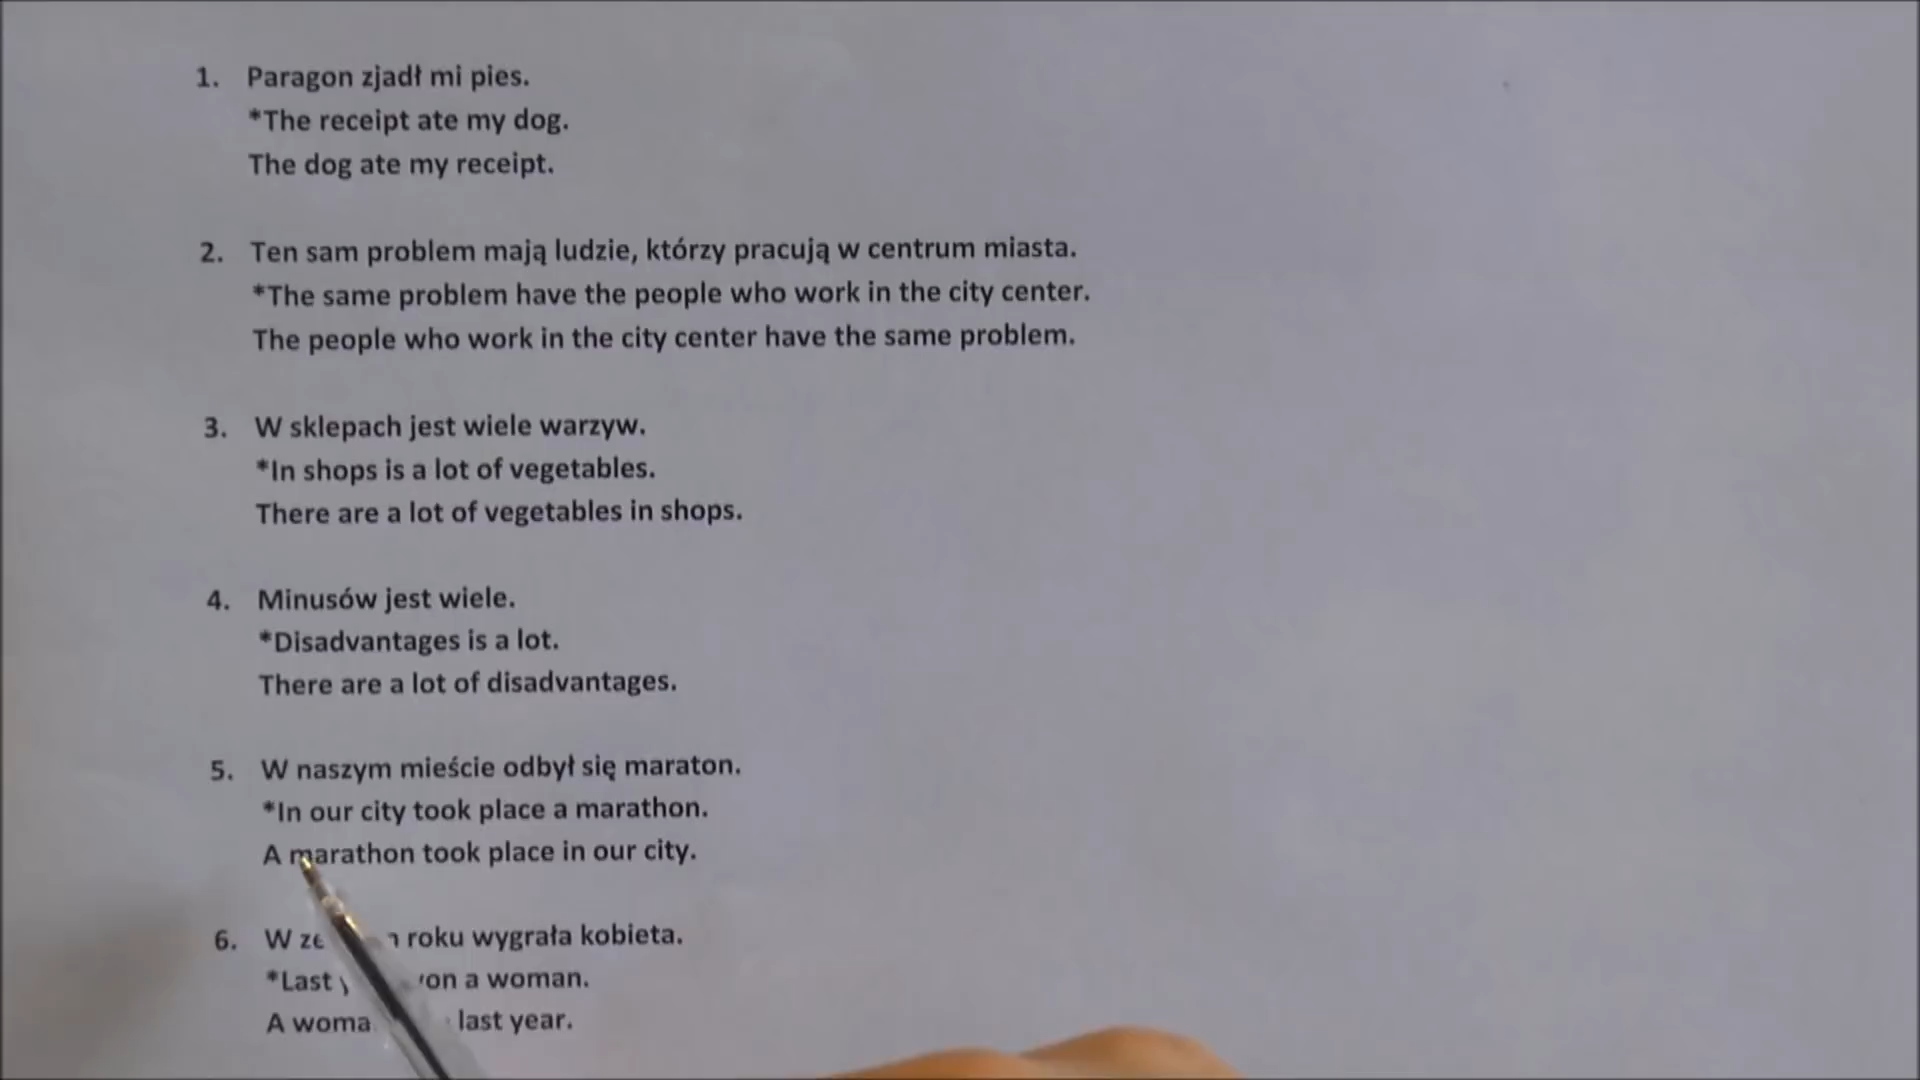 1. Paragon zjadł mi pies.
*The receipt ate my dog.
The dog ate my receipt.
2. Ten sam problem mają ludzie, którzy pracują w centrum miasta.
*The same problem have the people who work in the city center.
The people who work in the city center have the same problem.
3. W sklepach jest wiele warzyw.
*In shops is a lot of vegetables.
There are a lot of vegetables in shops.
4. Minusów jest wiele.
*Disadvantages is a lot.
There are a lot of disadvantages.
5. W naszym mieście odbył się maraton.
*In our city took place a marathon.
A marathon took place in our city.
6. W roku wygrała kobieta.
*Last a woman.
A last year.